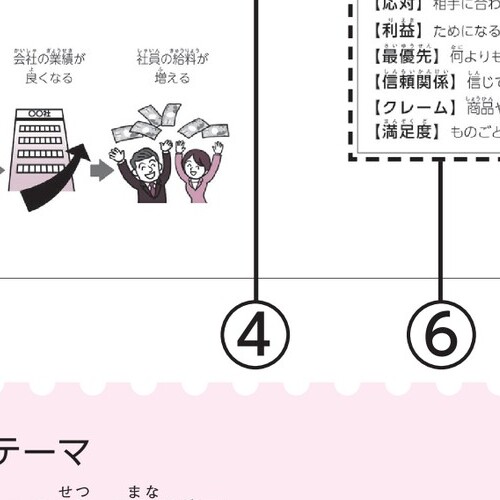 【応対】相手に合わ
【利益】ためになる
【最優先】何よりも
【信頼関係】信じて
【クレーム】商品や
【満足度】ものごと
会社の業績が
良くなる
社員の給料が
増える
〇〇社
④
⑥
テーマ
せつ まな